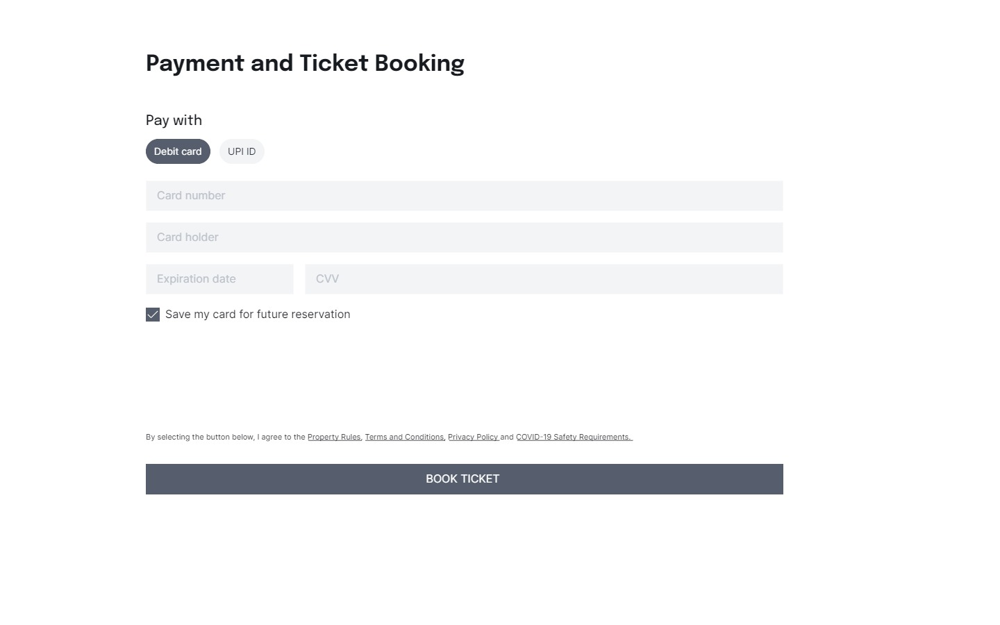 Payment and Ticket Booking
Pay with
Debit card UPI ID
Card number
Card holder
Expiration date CVV
Save my card for future reservation
By selecting the button below, I agree to the Property Rules, Terms and Conditions, Privacy Policy and COVID-19 Safety Requirements.
BOOK TICKET